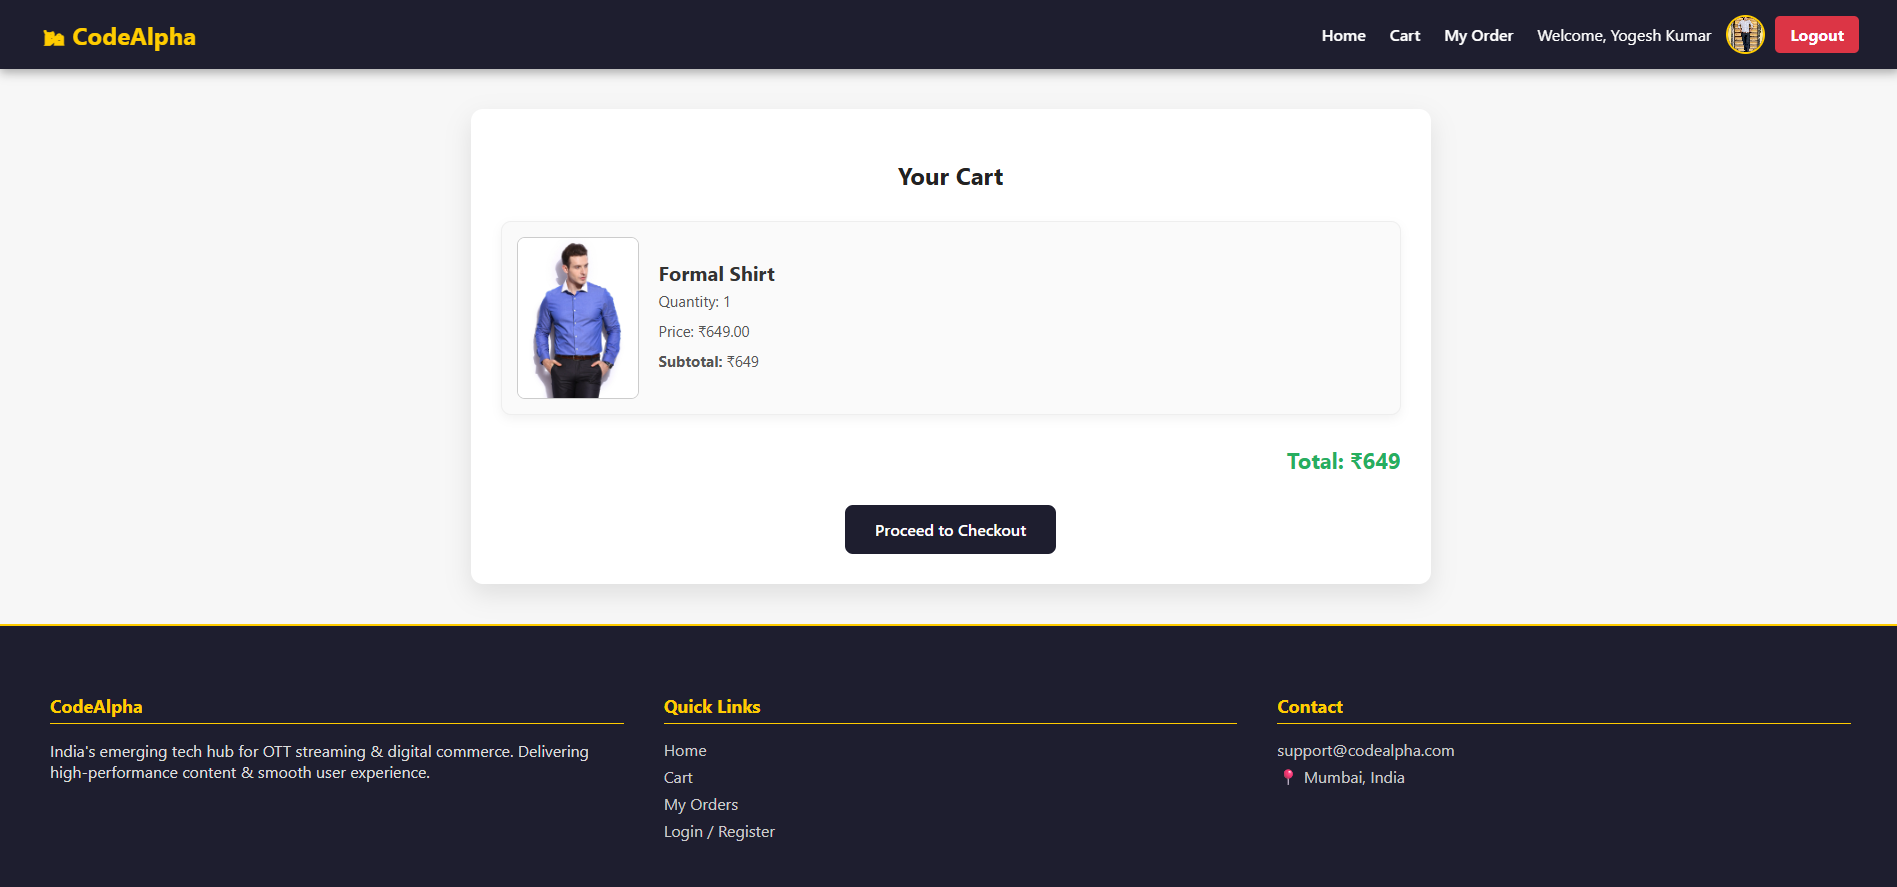 CodeAlpha
Home Cart My Order Welcome, Yogesh Kumar Logout
Your Cart
Formal Shirt
Quantity: 1
Price: ₹649.00
Subtotal: ₹649
Total: ₹649
Proceed to Checkout
CodeAlpha
India's emerging tech hub for OTT streaming & digital commerce. Delivering
high-performance content & smooth user experience.
Quick Links
Home
Cart
My Orders
Login / Register
Contact
support@codealpha.com
📍 Mumbai, India